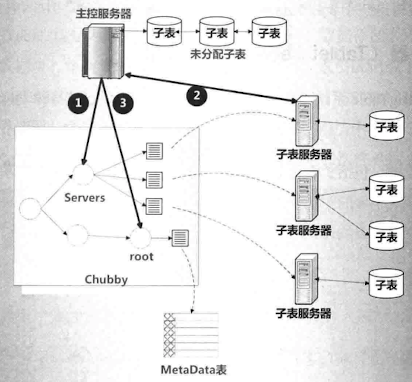 主控服务器
子表
子表
子表
未分配子表
1
3
2
子表
子表服务器
Servers
子表
子表
子表服务器
root
子表
Chubby
子表服务器
MetaData表